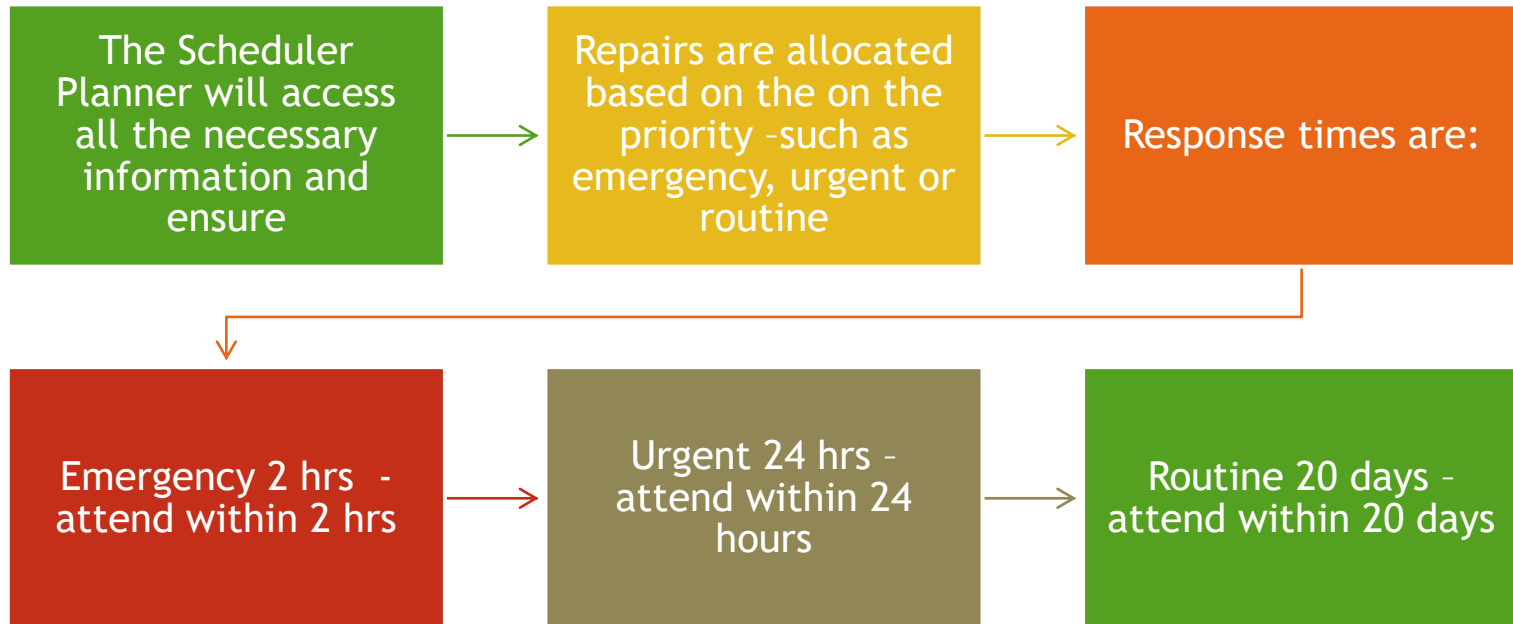 The Scheduler
Planner will access
all the necessary
information and
ensure
Repairs are allocated
based on the on the
priority –such as
emergency, urgent or
routine
Response times are:
Emergency 2 hrs  -
attend within 2 hrs
Urgent 24 hrs –
attend within 24
hours
Routine 20 days –
attend within 20 days